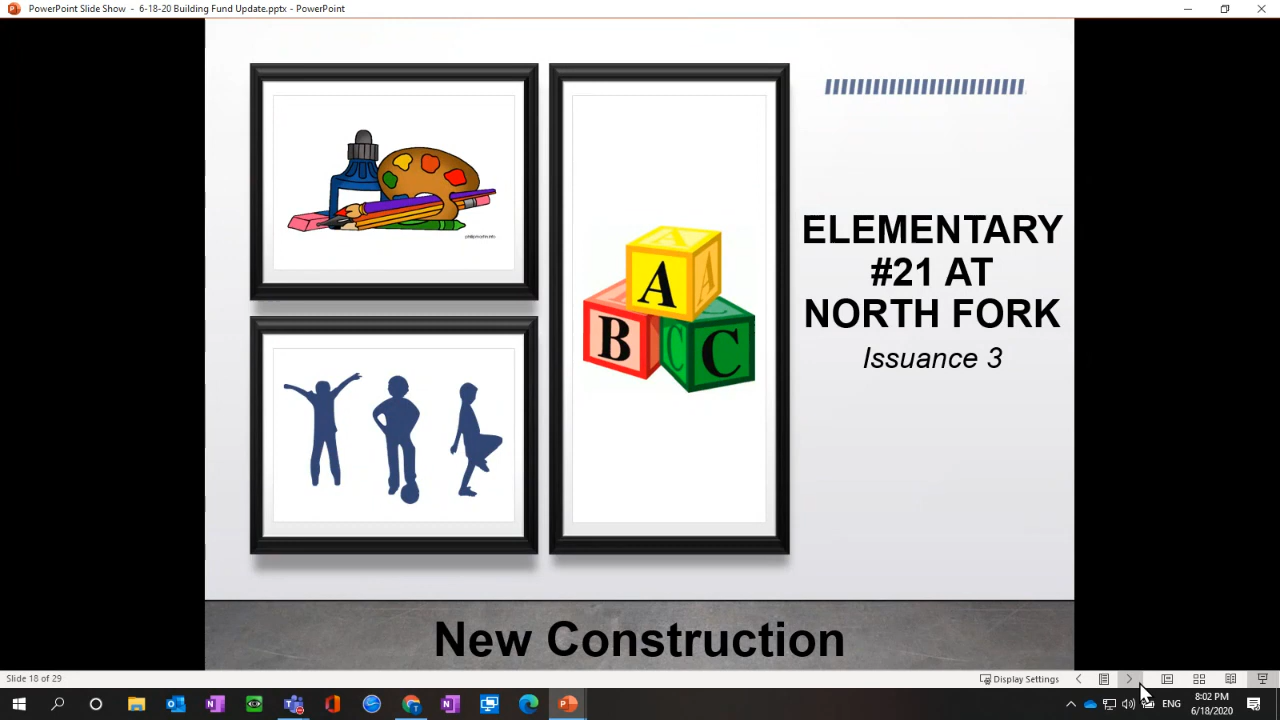 PowerPoint Slide Show - 6-18-20 Building Fund Update.pptx - PowerPoint
ELEMENTARY
#21 AT
NORTH FORK
Issuance 3
A
A
B
C
C
New Construction
Slide 18 of 29
Display Settings
ENG
8:02 PM
6/18/2020